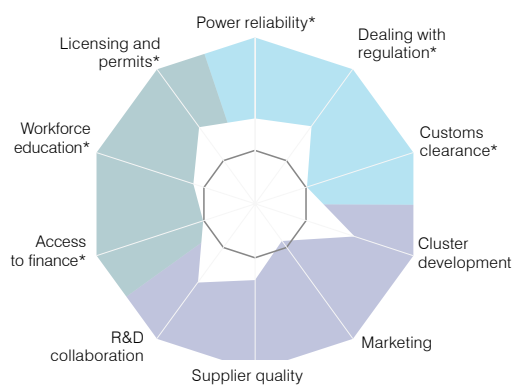 Power reliability*
Dealing with
regulation*
Customs
clearance*
Cluster
development
Marketing
Supplier quality
R&D
collaboration
Access
to finance*
Workforce
education*
Licensing and
permits*